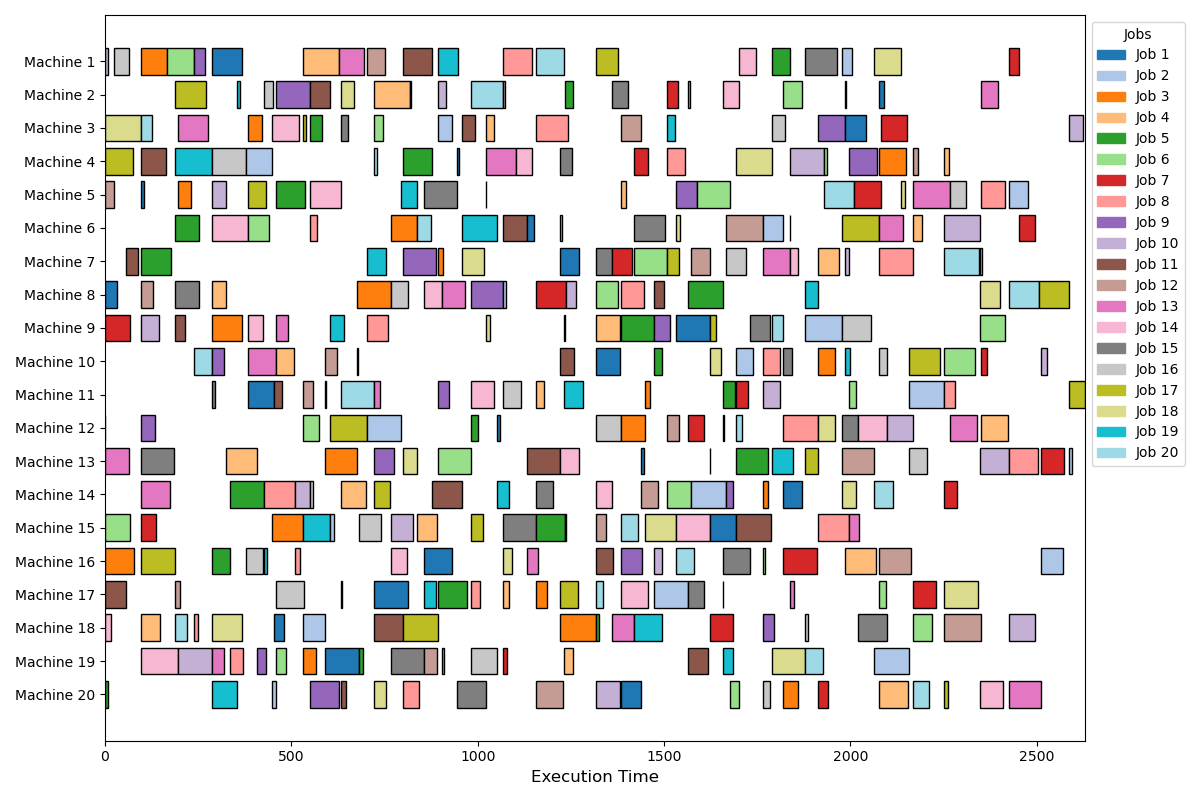 Machine 1
Machine 2
Machine 3
Machine 4
Machine 5
Machine 6
Machine 7
Machine 8
Machine 9
Machine 10
Machine 11
Machine 12
Machine 13
Machine 14
Machine 15
Machine 16
Machine 17
Machine 18
Machine 19
Machine 20
0 500 1000 1500 2000 2500
Execution Time
Jobs
Job 1
Job 2
Job 3
Job 4
Job 5
Job 6
Job 7
Job 8
Job 9
Job 10
Job 11
Job 12
Job 13
Job 14
Job 15
Job 16
Job 17
Job 18
Job 19
Job 20